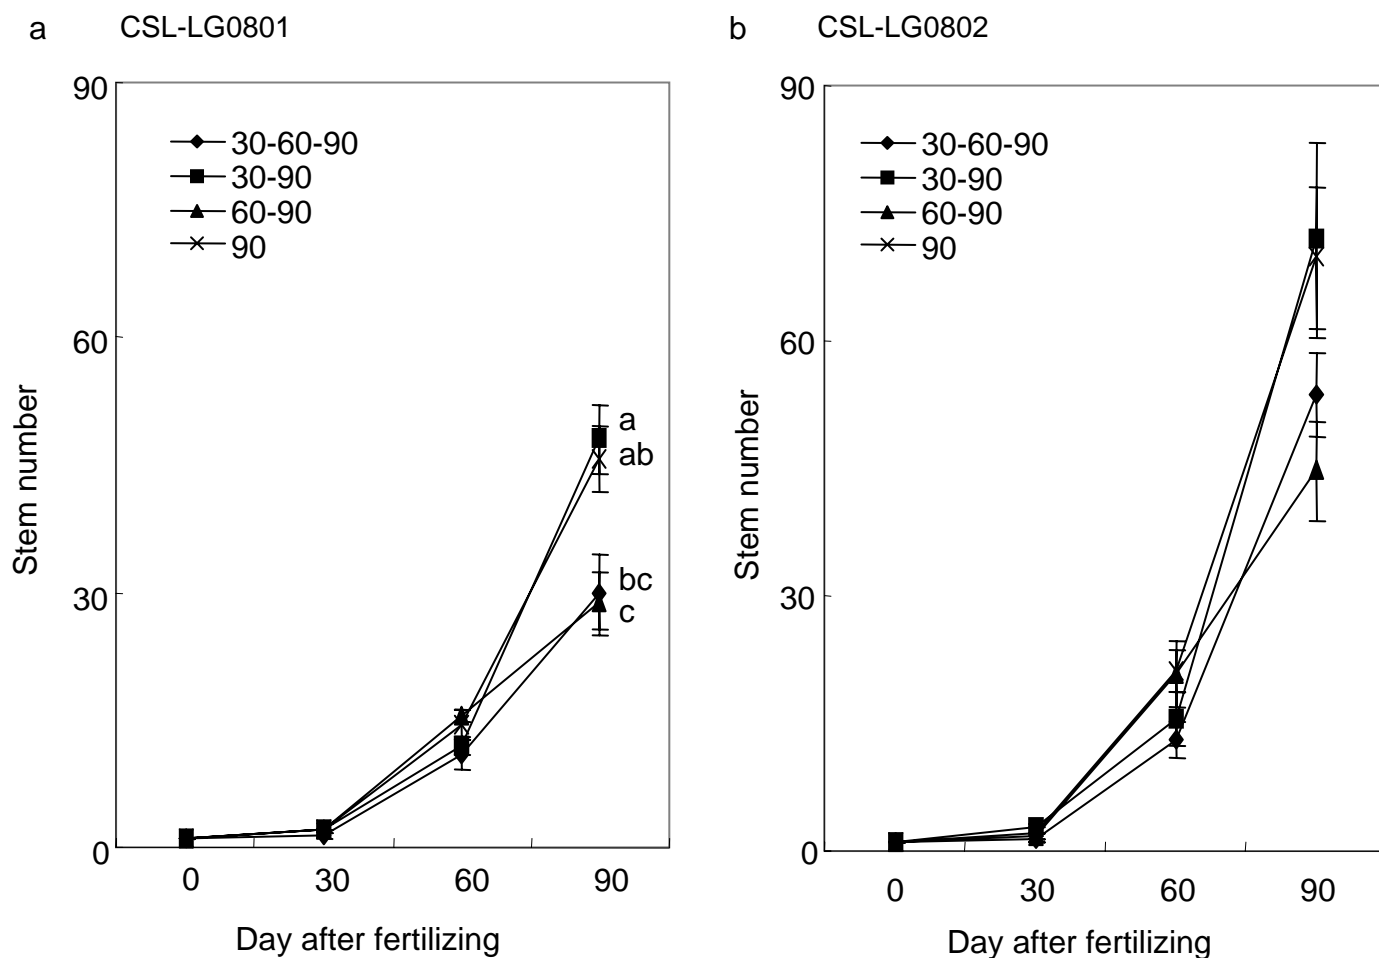 a CSL-LG0801
90
30-60-90
30-90
60-90
90
60
30
0
Stem number
a
ab
bc
c
0 30 60 90
Day after fertilizing
b CSL-LG0802
90
30-60-90
30-90
60-90
90
60
30
0
Stem number
0 30 60 90
Day after fertilizing